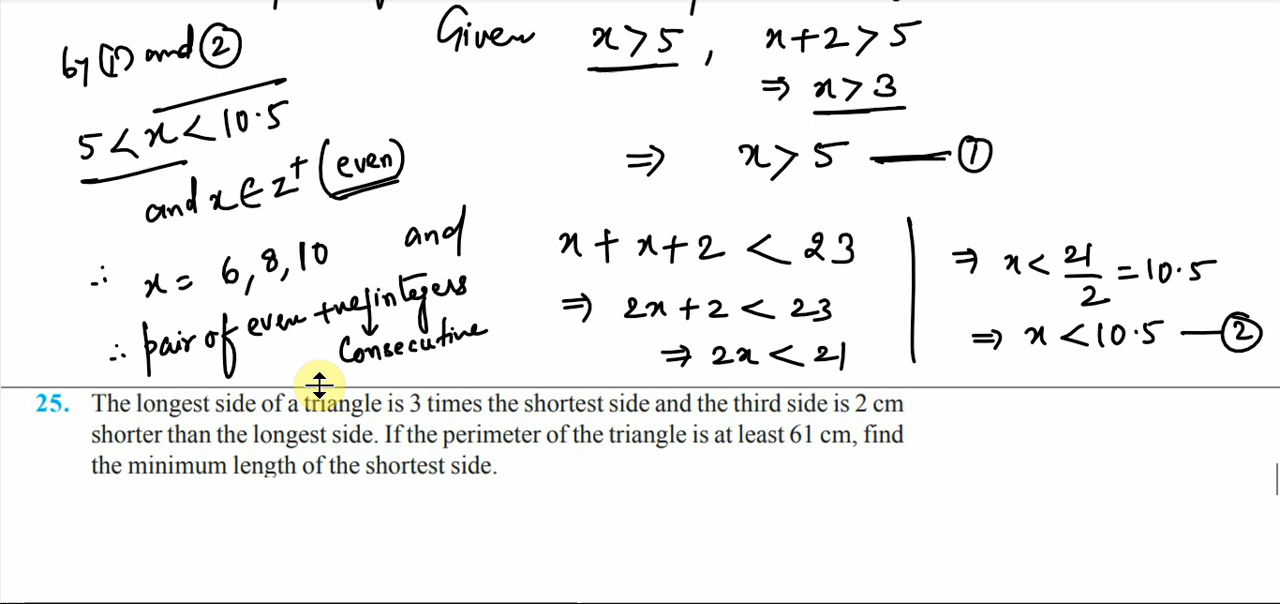 by (1) and ②
5 < x < 10.5
and x ∈ Z⁺ (even)
∴ x = 6, 8, 10 and
∴ pair of even +ve integers
Consecutive
Given x > 5 , x + 2 > 5
⇒ x > 3
⇒ x > 5 — ①
x + x + 2 < 23
⇒ 2x + 2 < 23
⇒ 2x < 21
⇒ x < 21/2 = 10.5
⇒ x < 10.5 — ②
25. The longest side of a triangle is 3 times the shortest side and the third side is 2 cm
shorter than the longest side. If the perimeter of the triangle is at least 61 cm, find
the minimum length of the shortest side.